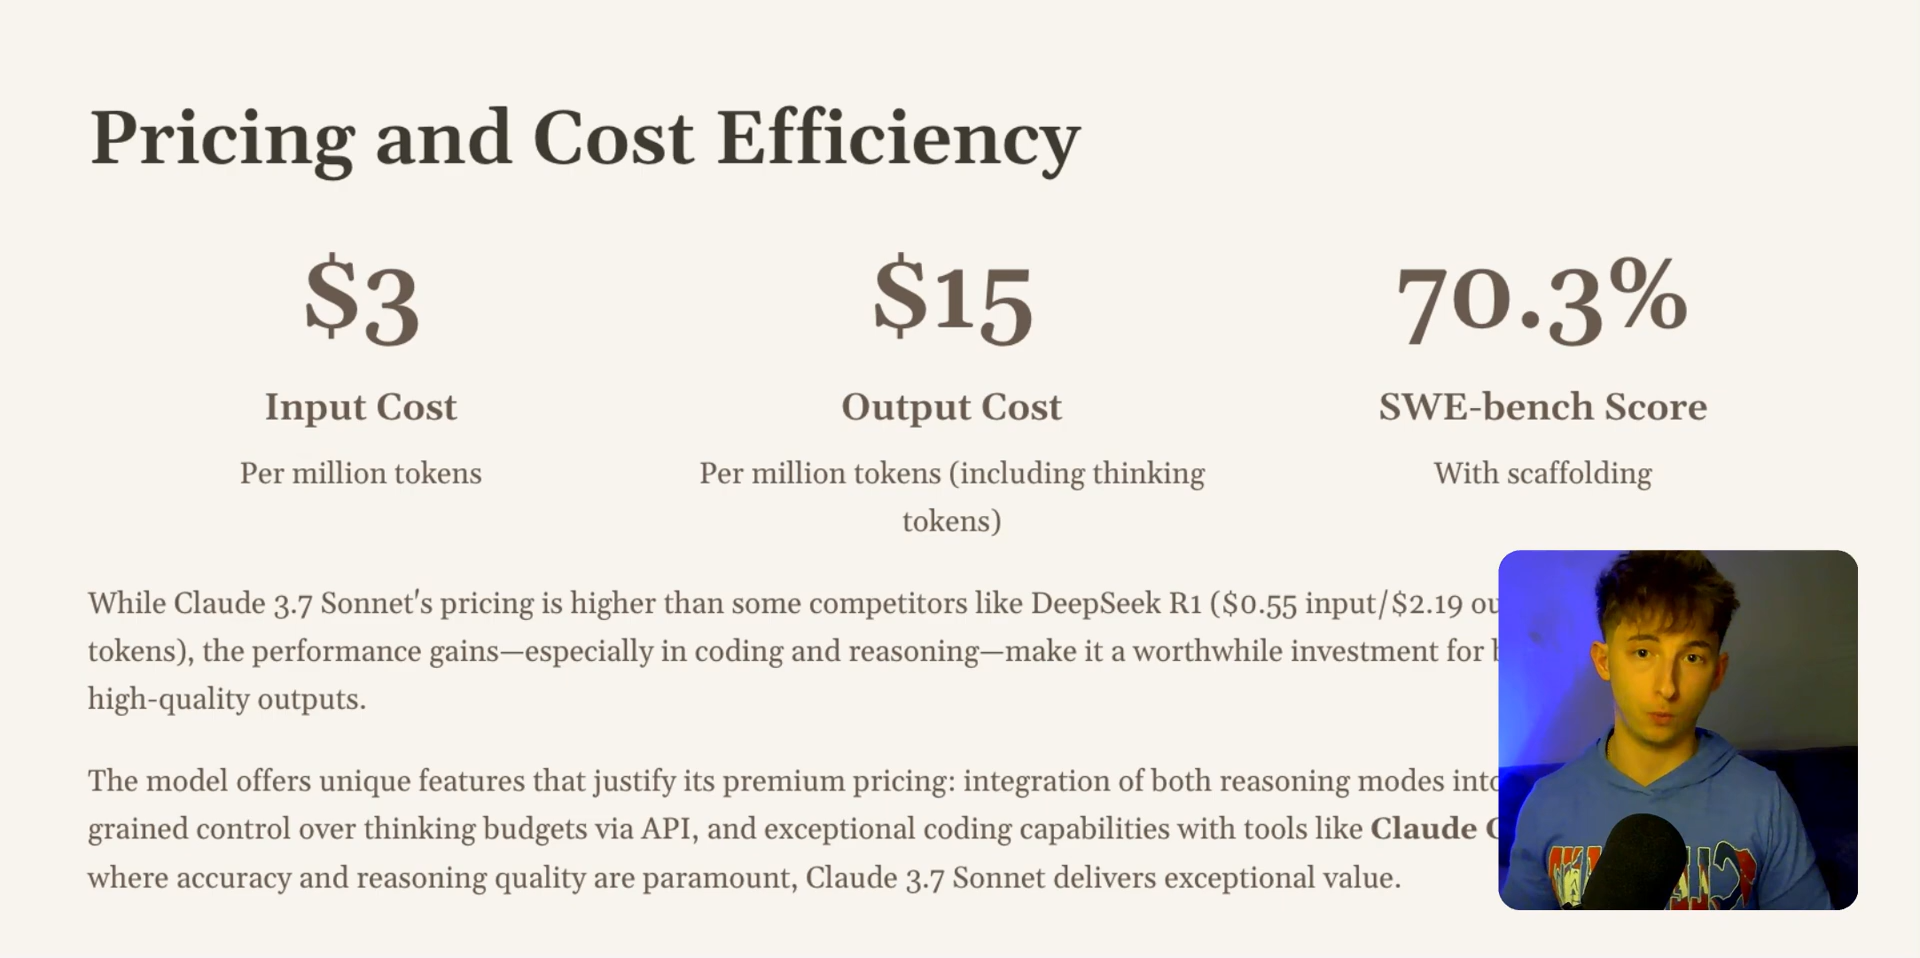 Pricing and Cost Efficiency
$3
$15
70.3%
Input Cost
Output Cost
SWE-bench Score
Per million tokens
Per million tokens (including thinking
tokens)
With scaffolding
While Claude 3.7 Sonnet's pricing is higher than some competitors like DeepSeek R1 ($0.55 input/$2.19
tokens), the performance gains—especially in coding and reasoning—make it a worthwhile investment for
high-quality outputs.
The model offers unique features that justify its premium pricing: integration of both reasoning modes
grained control over thinking budgets via API, and exceptional coding capabilities with tools like Claude
where accuracy and reasoning quality are paramount, Claude 3.7 Sonnet delivers exceptional value.